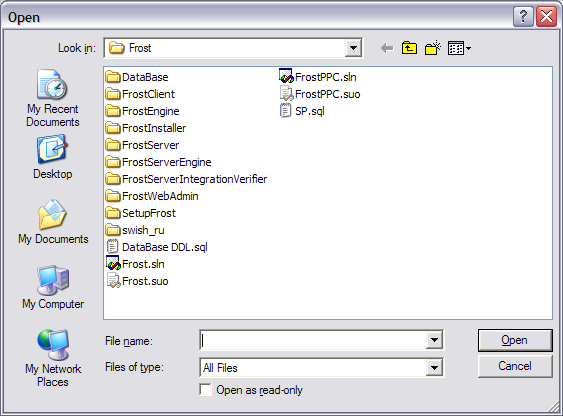 Open
Look in: Frost
My Recent
Documents
Desktop
My Documents
My Computer
My Network
Places
DataBase
FrostClient
FrostEngine
FrostInstaller
FrostServer
FrostServerEngine
FrostServerIntegrationVerifier
FrostWebAdmin
SetupFrost
swish_ru
DataBase DDL.sql
Frost.sln
Frost.suo
FrostPPC.sln
FrostPPC.suo
SP.sql
File name:
Open
Files of type: All Files
Cancel
Open as read-only